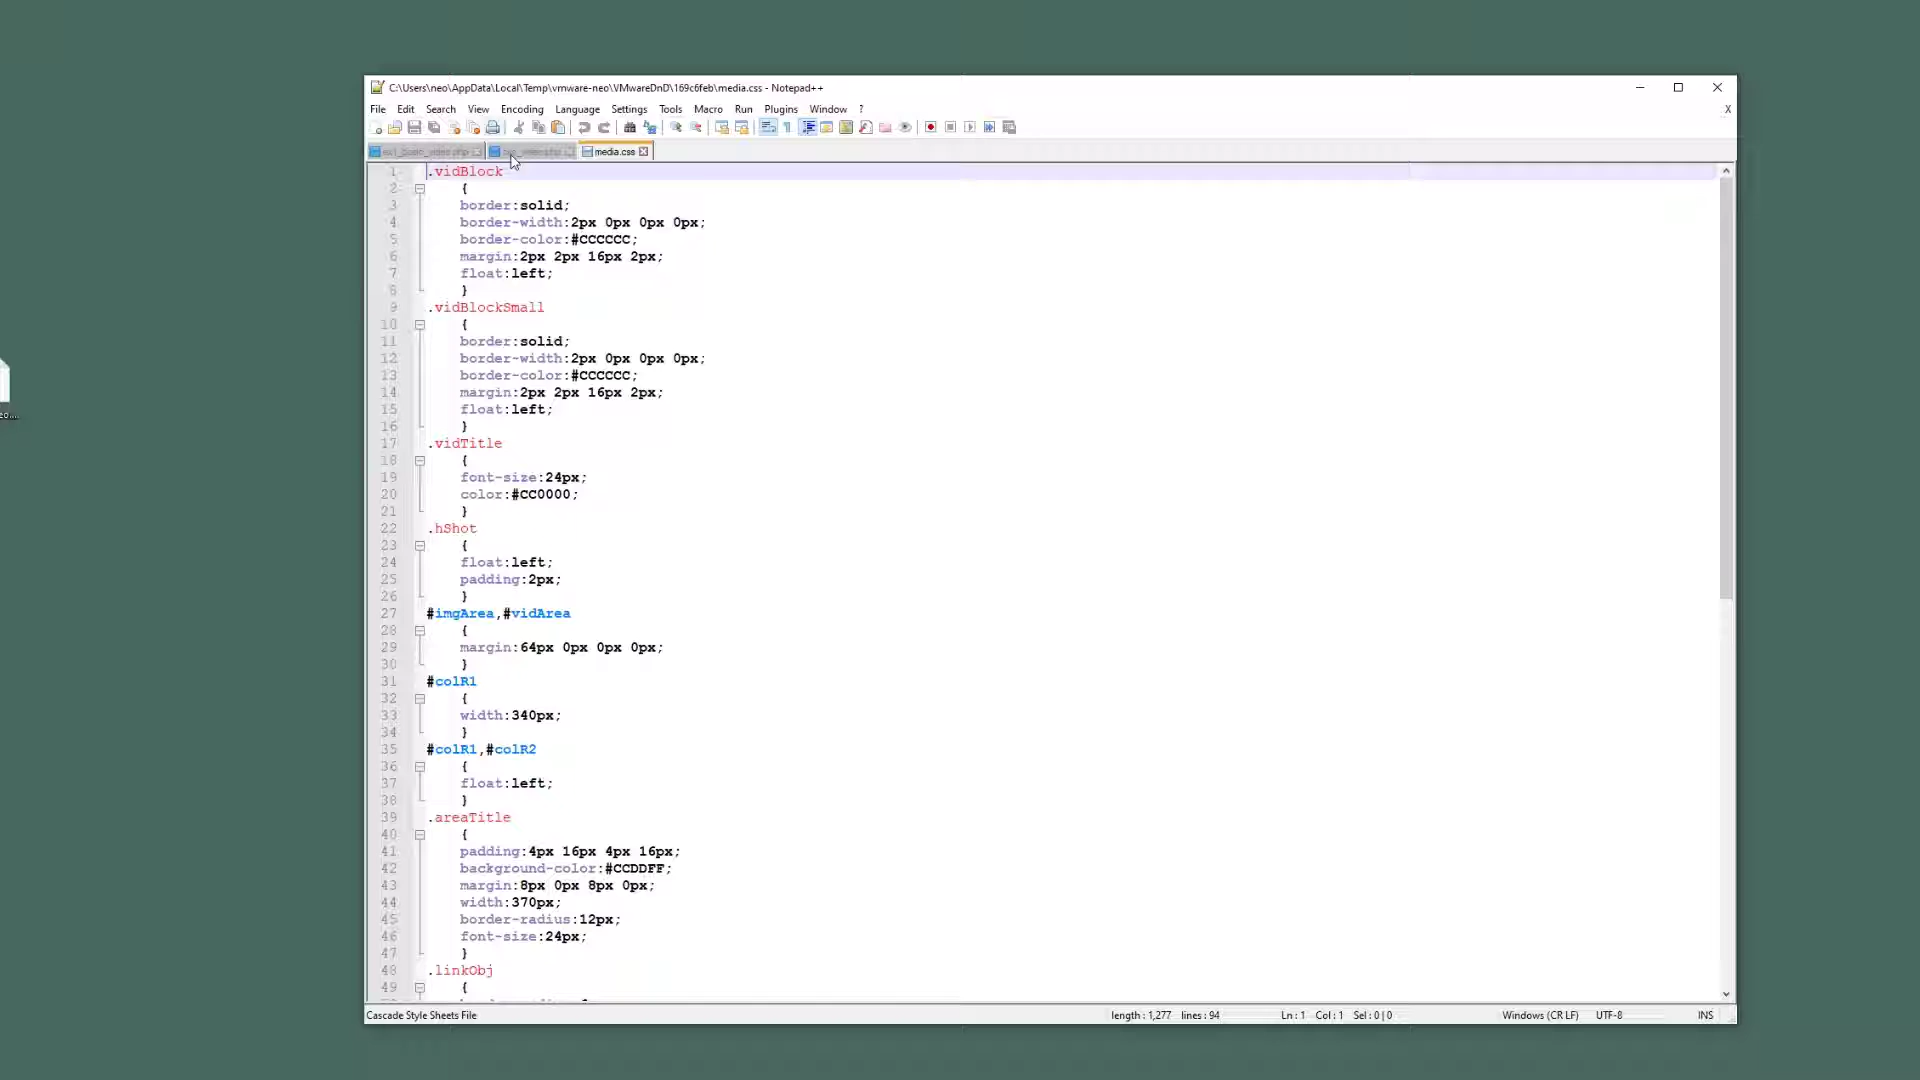 C:\Users\neo\AppData\Local\Temp\vmware-neo\VMwareDnD\169c6feb\media.css - Notepad++
File Edit Search View Encoding Language Settings Tools Macro Run Plugins Window ? X
media.css
1 .vidBlock
2 {
3 border:solid;
4 border-width:2px 0px 0px 0px;
5 border-color:#CCCCCC;
6 margin:2px 2px 16px 2px;
7 float:left;
8 }
9 .vidBlockSmall
10 {
11 border:solid;
12 border-width:2px 0px 0px 0px;
13 border-color:#CCCCCC;
14 margin:2px 2px 16px 2px;
15 float:left;
16 }
17 .vidTitle
18 {
19 font-size:24px;
20 color:#CC0000;
21 }
22 .hShot
23 {
24 float:left;
25 padding:2px;
26 }
27 #imgArea,#vidArea
28 {
29 margin:64px 0px 0px 0px;
30 }
31 #colR1
32 {
33 width:340px;
34 }
35 #colR1,#colR2
36 {
37 float:left;
38 }
39 .areaTitle
40 {
41 padding:4px 16px 4px 16px;
42 background-color:#CCDDFF;
43 margin:8px 0px 8px 0px;
44 width:370px;
45 border-radius:12px;
46 font-size:24px;
47 }
48 .linkObj
49 {
Cascade Style Sheets File length : 1,277 lines : 94 Ln : 1 Col : 1 Sel : 0 | 0 Windows (CR LF) UTF-8 INS